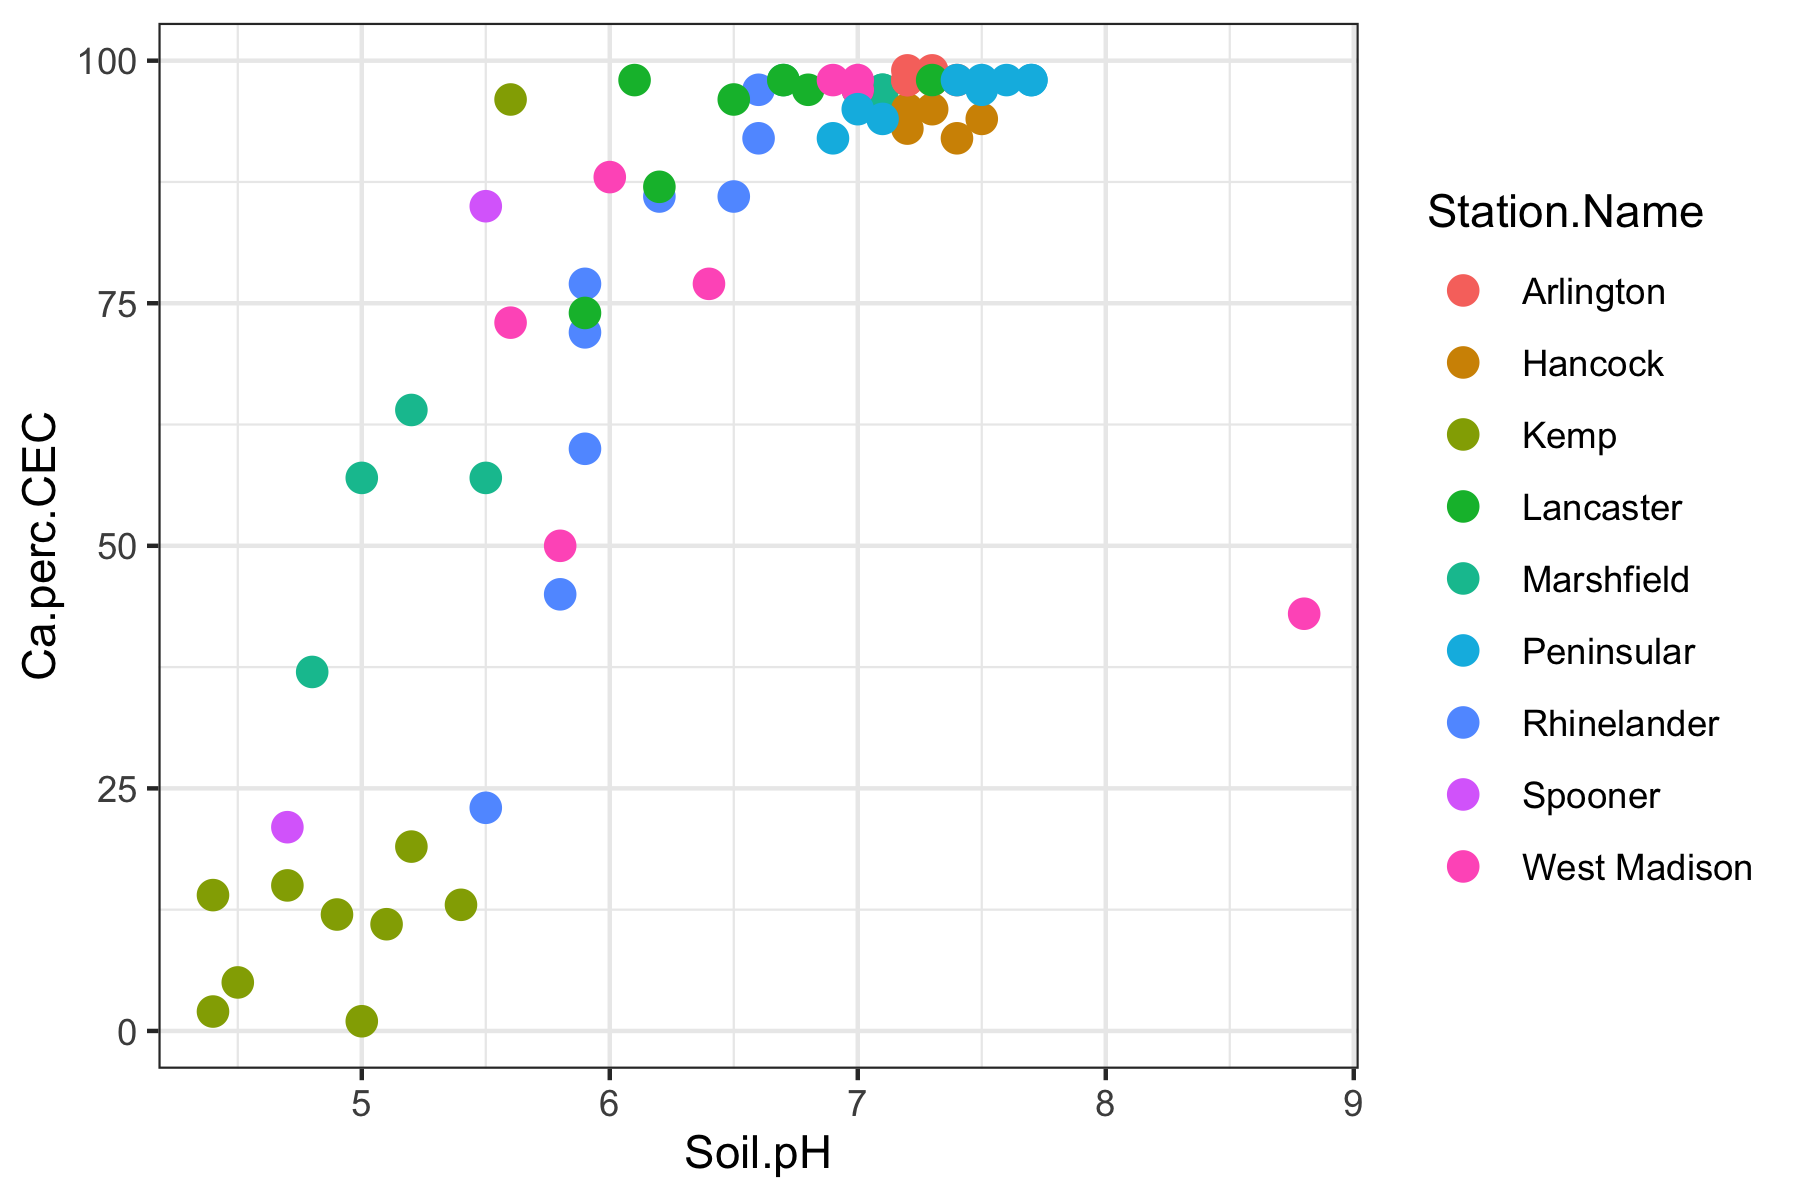 100
75
50
25
0
Ca.perc.CEC
5 6 7 8 9
Soil.pH
Station.Name
Arlington
Hancock
Kemp
Lancaster
Marshfield
Peninsular
Rhinelander
Spooner
West Madison